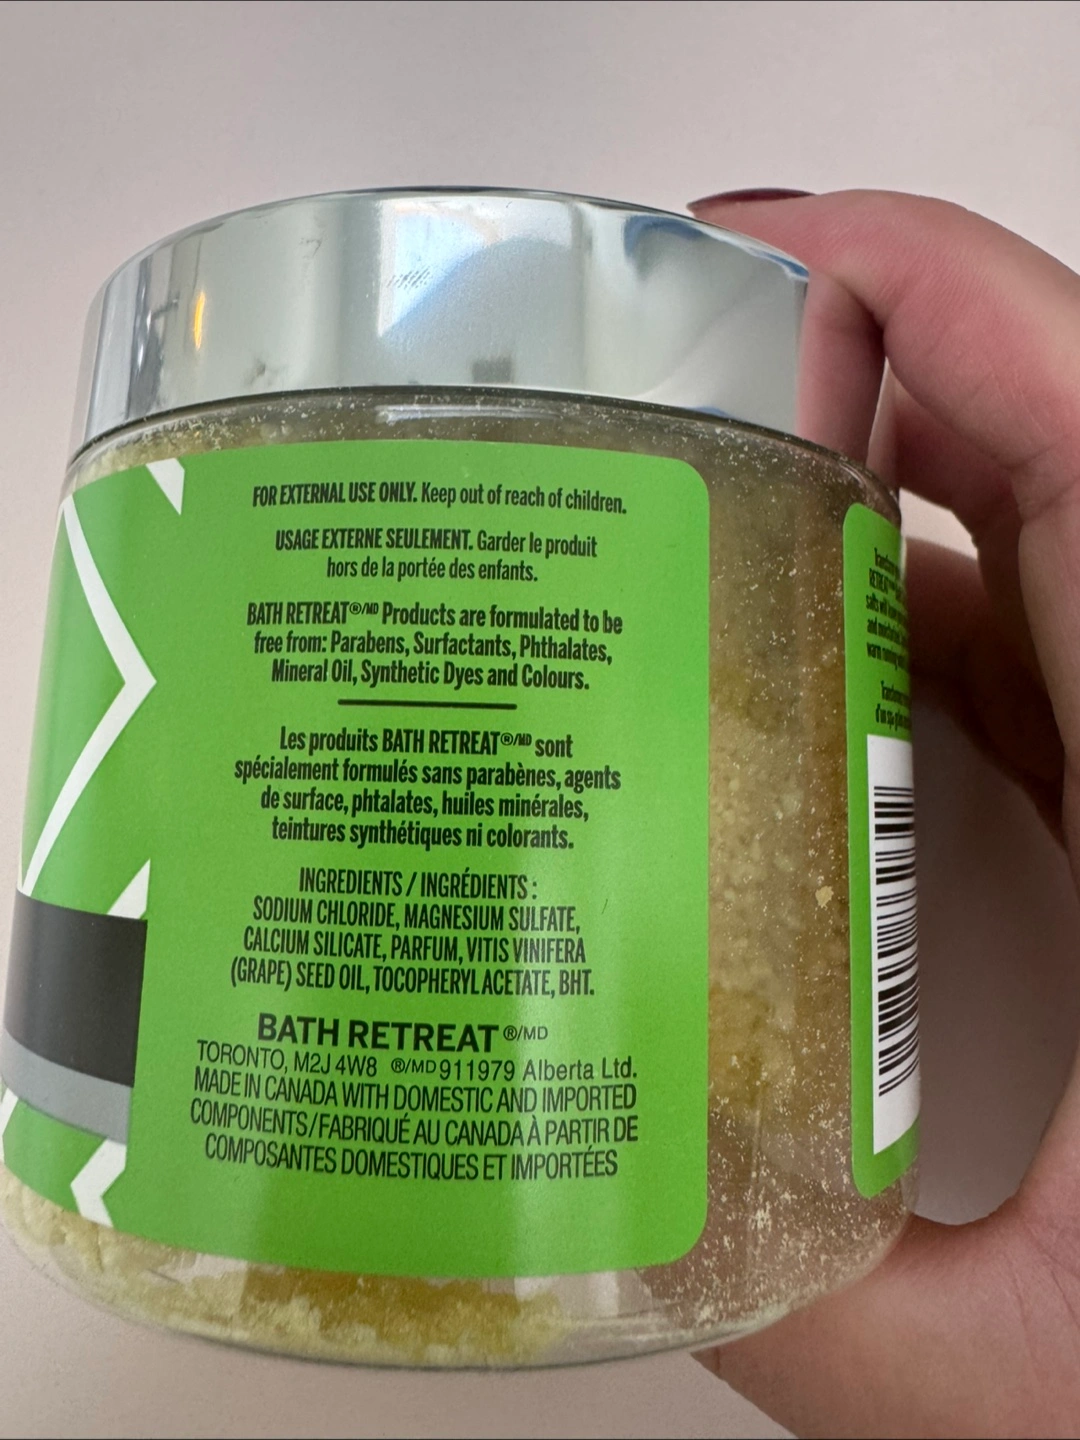 FOR EXTERNAL USE ONLY. Keep out of reach of children.
USAGE EXTERNE SEULEMENT. Garder le produit
hors de la portée des enfants.
BATH RETREAT®/MD Products are formulated to be
free from: Parabens, Surfactants, Phthalates,
Mineral Oil, Synthetic Dyes and Colours.
Les produits BATH RETREAT®/MD sont
spécialement formulés sans parabènes, agents
de surface, phtalates, huiles minérales,
teintures synthétiques ni colorants.
INGREDIENTS / INGRÉDIENTS :
SODIUM CHLORIDE, MAGNESIUM SULFATE,
CALCIUM SILICATE, PARFUM, VITIS VINIFERA
(GRAPE) SEED OIL, TOCOPHERYL ACETATE, BHT.
BATH RETREAT ®/MD
TORONTO, M2J 4W8 ®/MD 911979 Alberta Ltd.
MADE IN CANADA WITH DOMESTIC AND IMPORTED
COMPONENTS/FABRIQUÉ AU CANADA À PARTIR DE
COMPOSANTES DOMESTIQUES ET IMPORTÉES
RETREAT
salts will